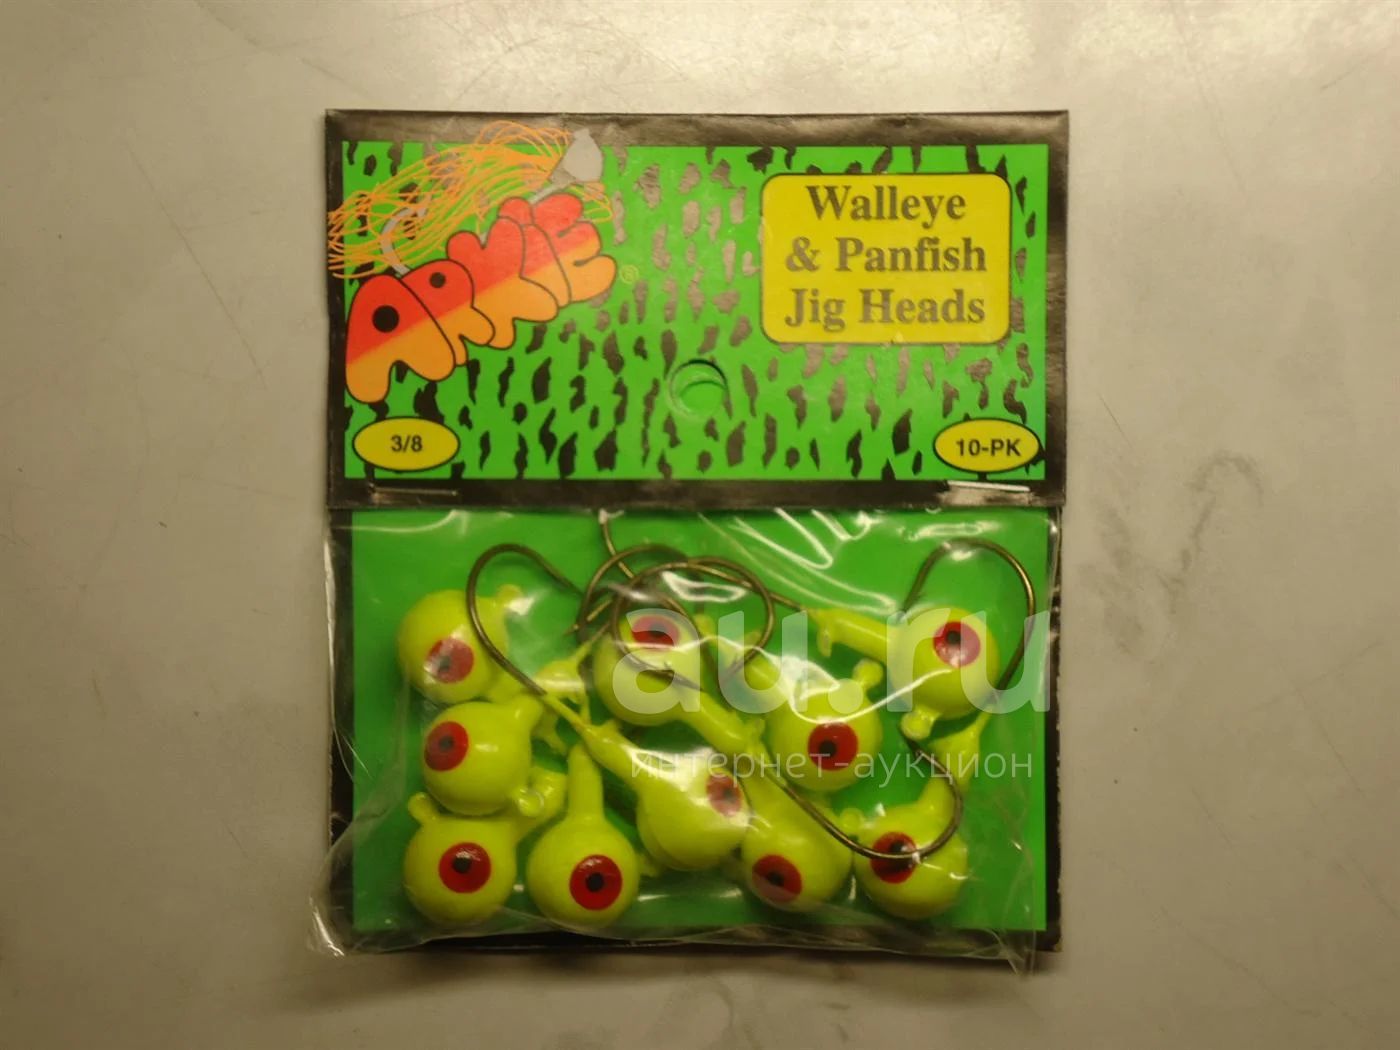 ARKIE ®
Walleye
& Panfish
Jig Heads
3/8
10-PK
au.ru
интернет-аукцион